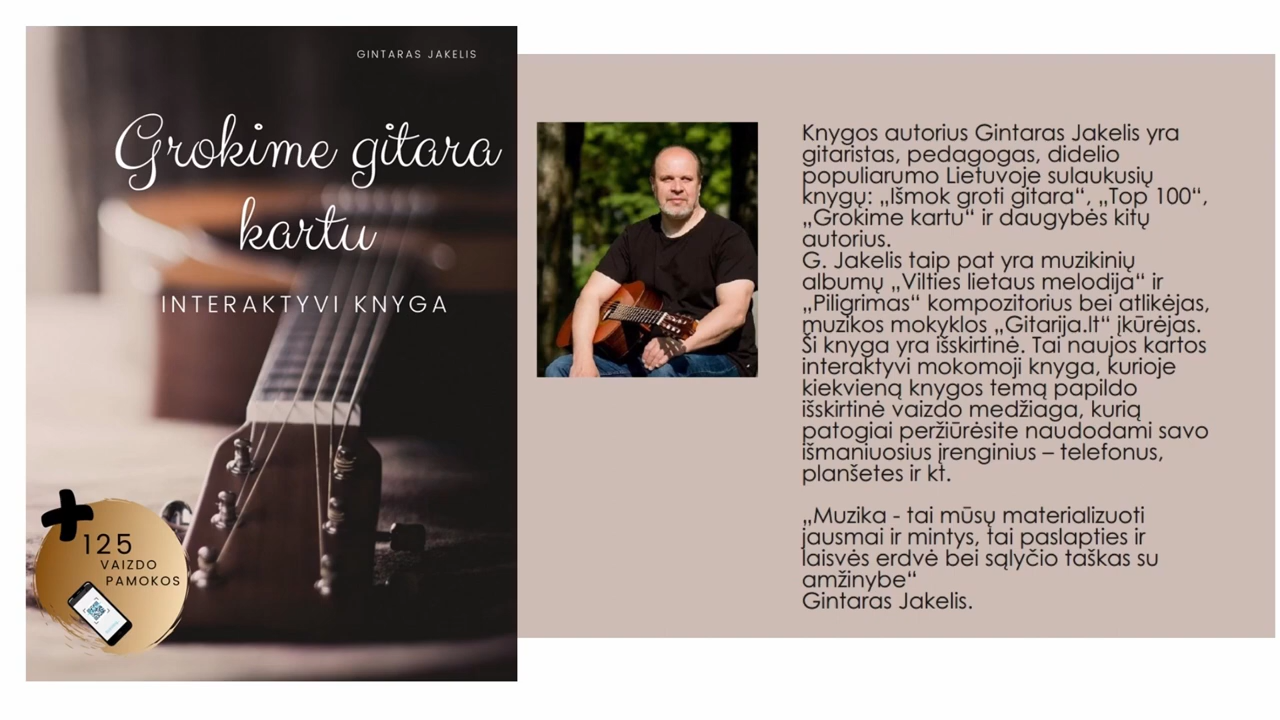 GINTARAS JAKELIS
Grokime gitara
kartu
INTERAKTYVI KNYGA
125
VAIZDO
PAMOKOS
Knygos autorius Gintaras Jakelis yra
gitaristas, pedagogas, didelio
populiarumo Lietuvoje sulaukusių
knygų: „Išmok groti gitara“, „Top 100“,
„Grokime kartu“ ir daugybės kitų
autorius.
G. Jakelis taip pat yra muzikinių
albumų „Vilties lietaus melodija“ ir
„Piligrimas“ kompozitorius bei atlikėjas,
muzikos mokyklos „Gitarija.lt“ įkūrėjas.
Ši knyga yra išskirtinė. Tai naujos kartos
interaktyvi mokomoji knyga, kurioje
kiekvieną knygos temą papildo
išskirtinė vaizdo medžiaga, kurią
patogiai peržiūrėsite naudodami savo
išmaniuosius įrenginius – telefonus,
planšetes ir kt.
„Muzika - tai mūsų materializuoti
jausmai ir mintys, tai paslapties ir
laisvės erdvė bei sąlyčio taškas su
amžinybe“
Gintaras Jakelis.